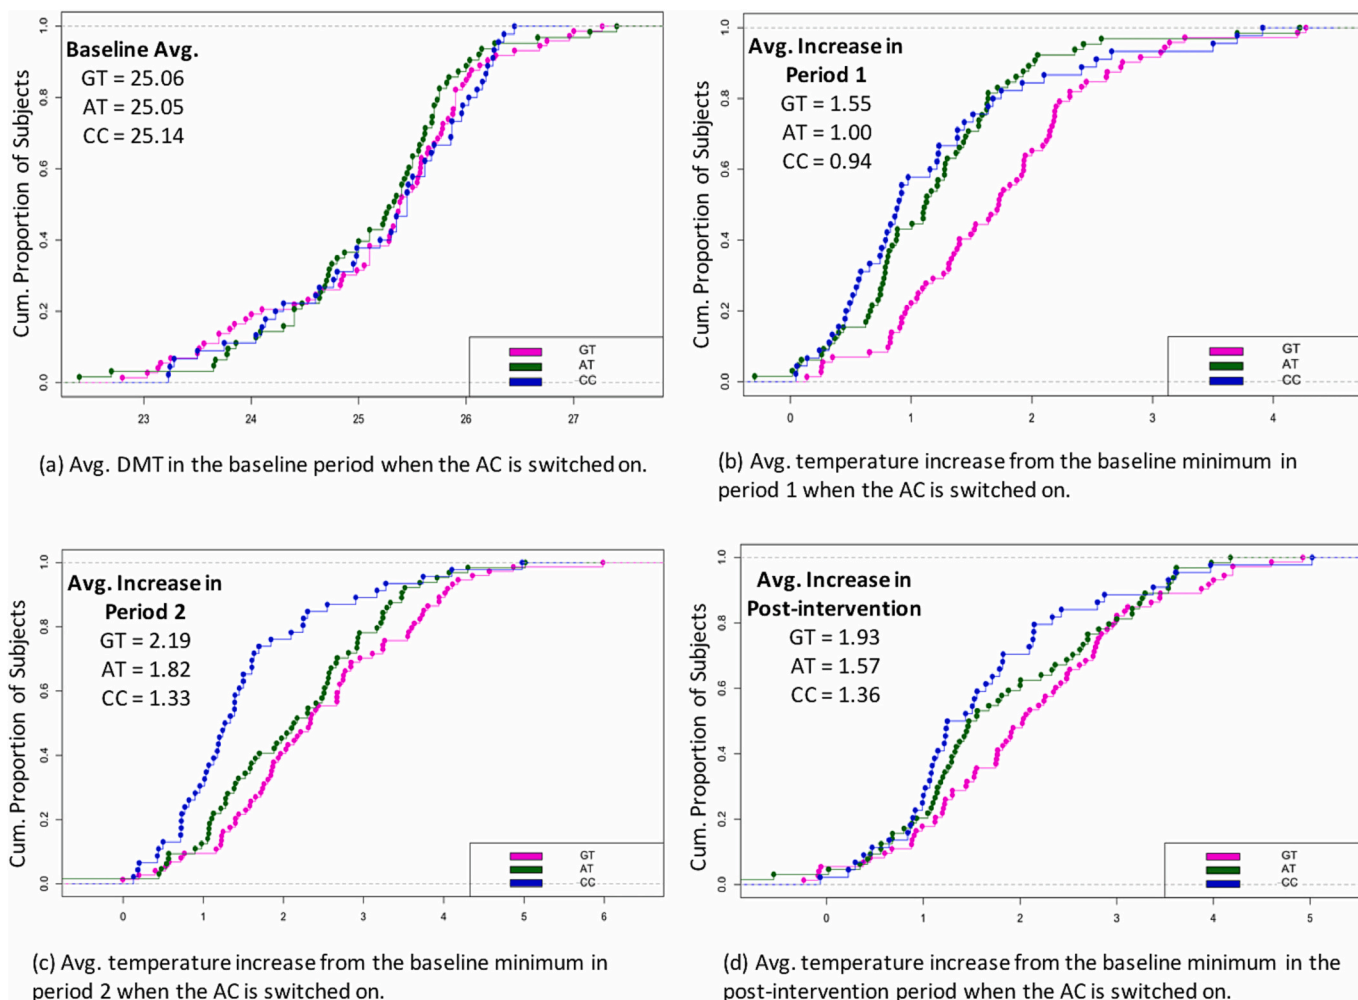 Baseline Avg.
GT = 25.06
AT = 25.05
CC = 25.14
Cum. Proportion of Subjects
0.0
0.2
0.4
0.6
0.8
1.0
23
24
25
26
27
GT
AT
CC
(a) Avg. DMT in the baseline period when the AC is switched on.
Avg. Increase in
Period 1
GT = 1.55
AT = 1.00
CC = 0.94
Cum. Proportion of Subjects
0.0
0.2
0.4
0.6
0.8
1.0
0
1
2
3
4
GT
AT
CC
(b) Avg. temperature increase from the baseline minimum in
period 1 when the AC is switched on.
Avg. Increase in
Period 2
GT = 2.19
AT = 1.82
CC = 1.33
Cum. Proportion of Subjects
0.0
0.2
0.4
0.6
0.8
1.0
0
1
2
3
4
5
6
GT
AT
CC
(c) Avg. temperature increase from the baseline minimum in
period 2 when the AC is switched on.
Avg. Increase in
Post-intervention
GT = 1.93
AT = 1.57
CC = 1.36
Cum. Proportion of Subjects
0.0
0.2
0.4
0.6
0.8
1.0
0
1
2
3
4
5
GT
AT
CC
(d) Avg. temperature increase from the baseline minimum in the
post-intervention period when the AC is switched on.